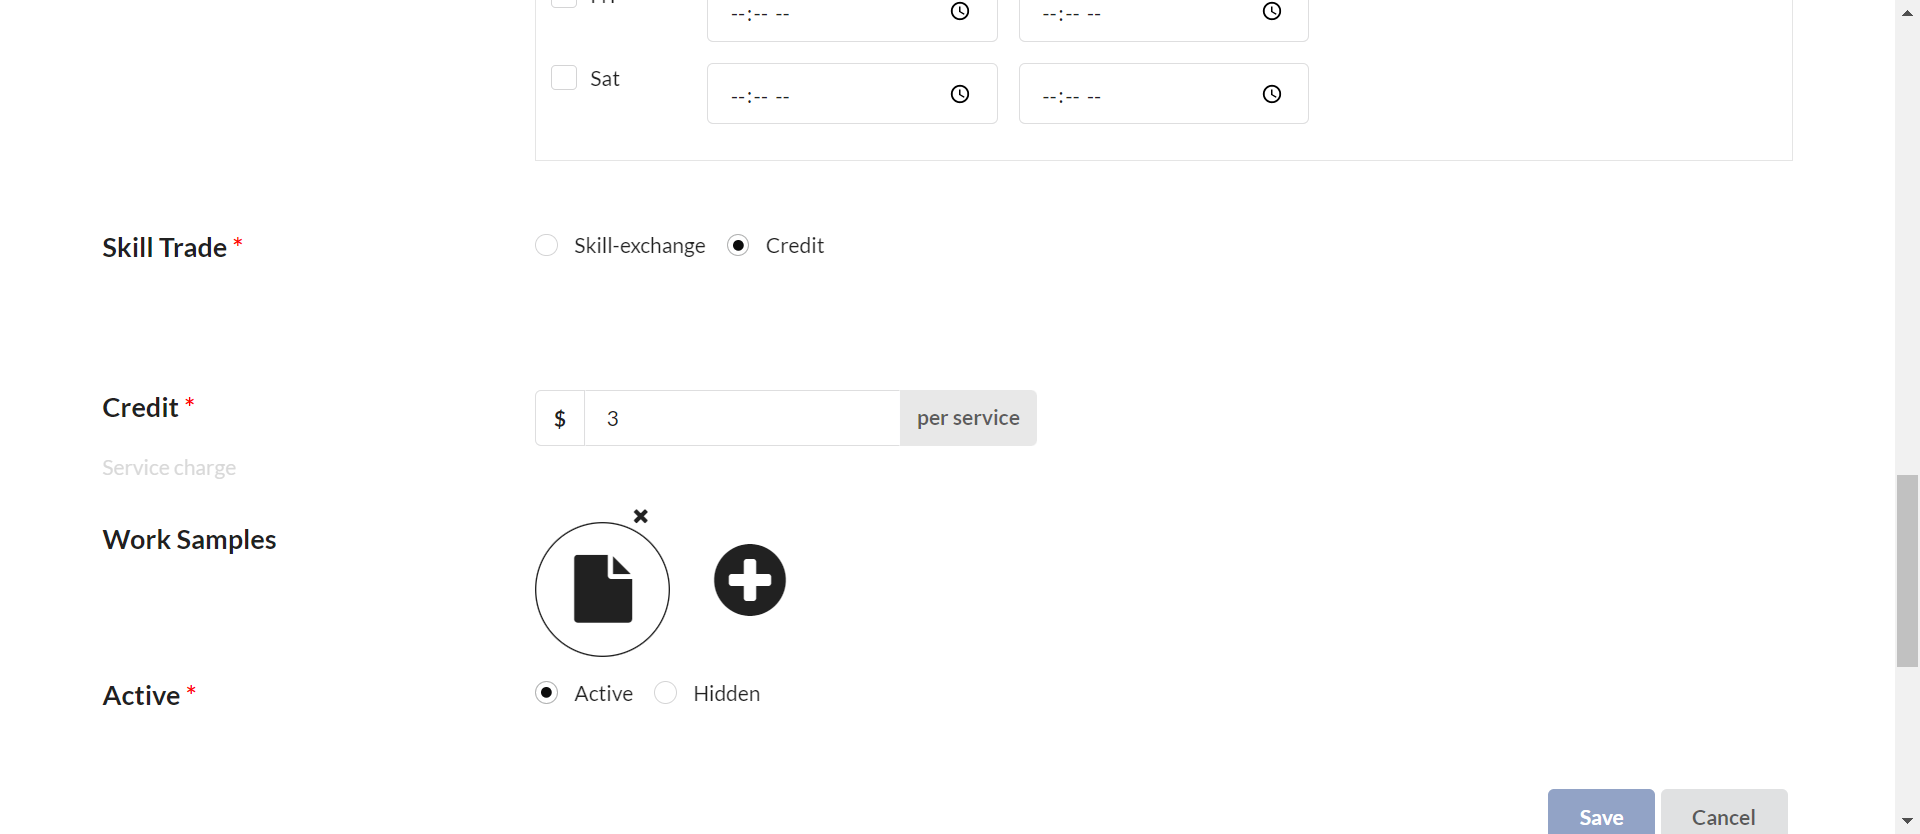 --:-- -- --:-- --
Sat --:-- -- --:-- --
Skill Trade * Skill-exchange Credit
Credit * $ 3 per service
Service charge
Work Samples
Active * Active Hidden
Save Cancel